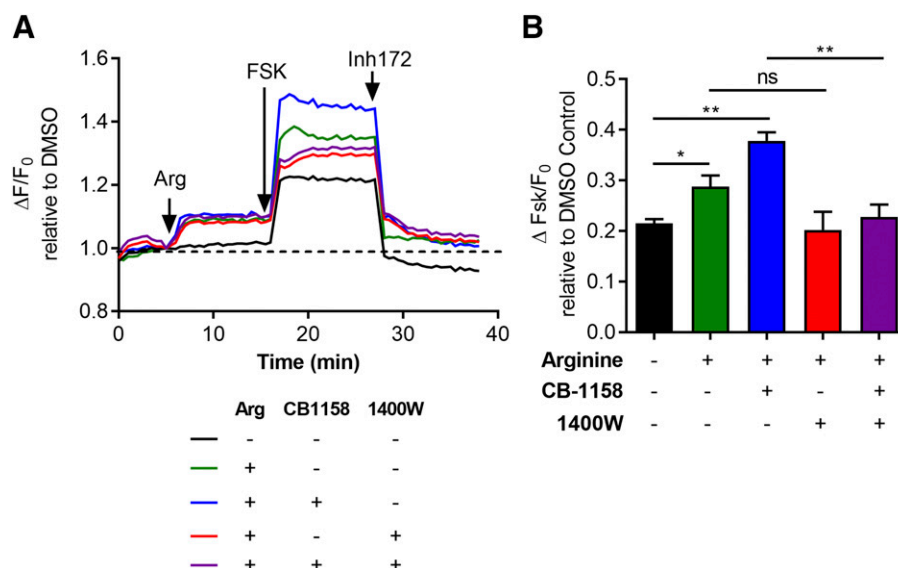 A
ΔF/F0
relative to DMSO
1.6
1.4
1.2
1.0
0.8
Arg
FSK
Inh172
0 10 20 30 40
Time (min)
Arg CB1158 1400W
- - -
+ - -
+ + -
+ - +
+ + +
B
Δ Fsk/F0
relative to DMSO Control
0.5
0.4
0.3
0.2
0.1
0.0
**
ns
**
*
Arginine - + + + +
CB-1158 - - + - +
1400W - - - + +